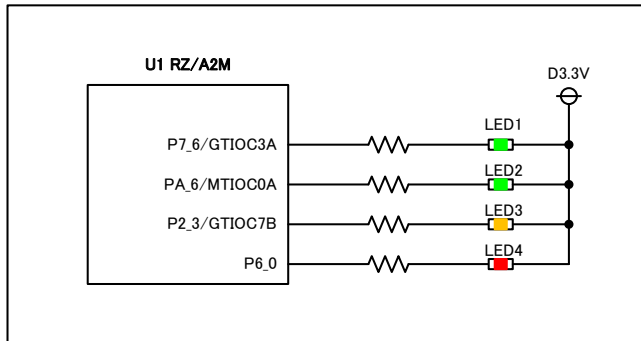 U1 RZ/A2M
D3.3V
P7_6/GTIOC3A
LED1
PA_6/MTIOC0A
LED2
P2_3/GTIOC7B
LED3
P6_0
LED4